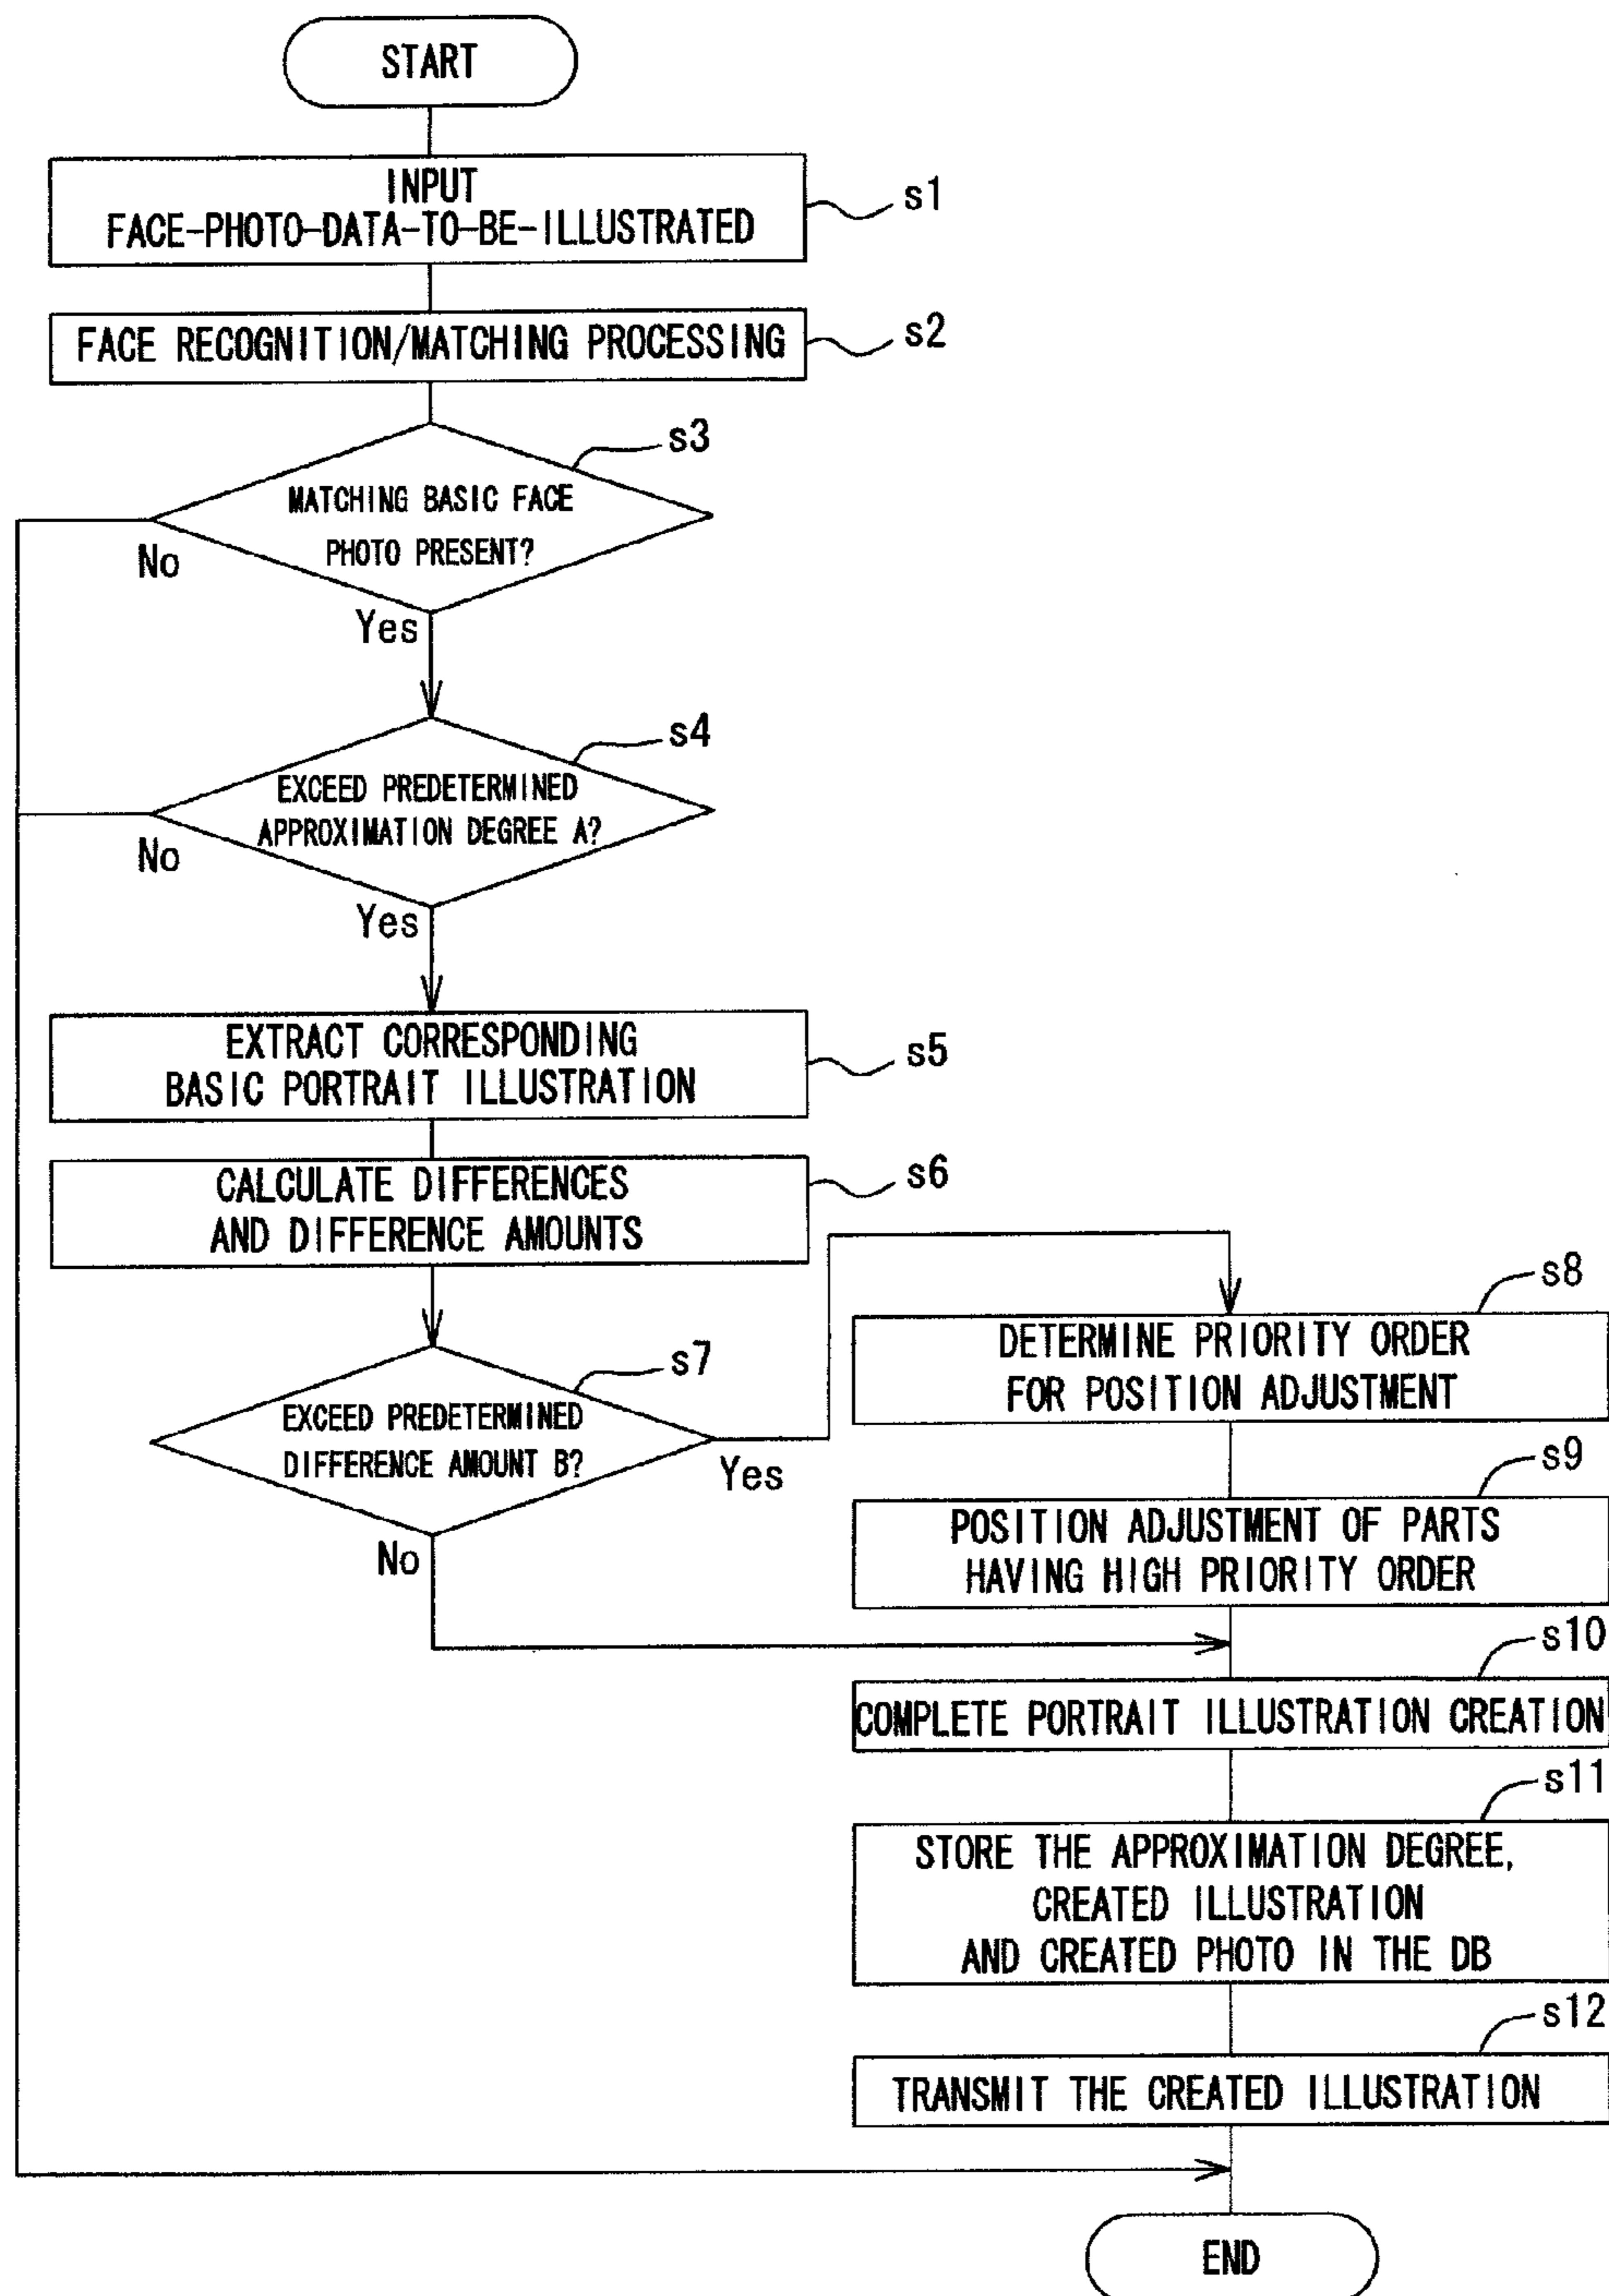 START
INPUT
FACE-PHOTO-DATA-TO-BE-ILLUSTRATED
s1
FACE RECOGNITION/MATCHING PROCESSING
s2
s3
MATCHING BASIC FACE
PHOTO PRESENT?
No
Yes
s4
EXCEED PREDETERMINED
APPROXIMATION DEGREE A?
No
Yes
EXTRACT CORRESPONDING
BASIC PORTRAIT ILLUSTRATION
s5
CALCULATE DIFFERENCES
AND DIFFERENCE AMOUNTS
s6
s7
EXCEED PREDETERMINED
DIFFERENCE AMOUNT B?
Yes
No
s8
DETERMINE PRIORITY ORDER
FOR POSITION ADJUSTMENT
s9
POSITION ADJUSTMENT OF PARTS
HAVING HIGH PRIORITY ORDER
s10
COMPLETE PORTRAIT ILLUSTRATION CREATION
s11
STORE THE APPROXIMATION DEGREE,
CREATED ILLUSTRATION
AND CREATED PHOTO IN THE DB
s12
TRANSMIT THE CREATED ILLUSTRATION
END